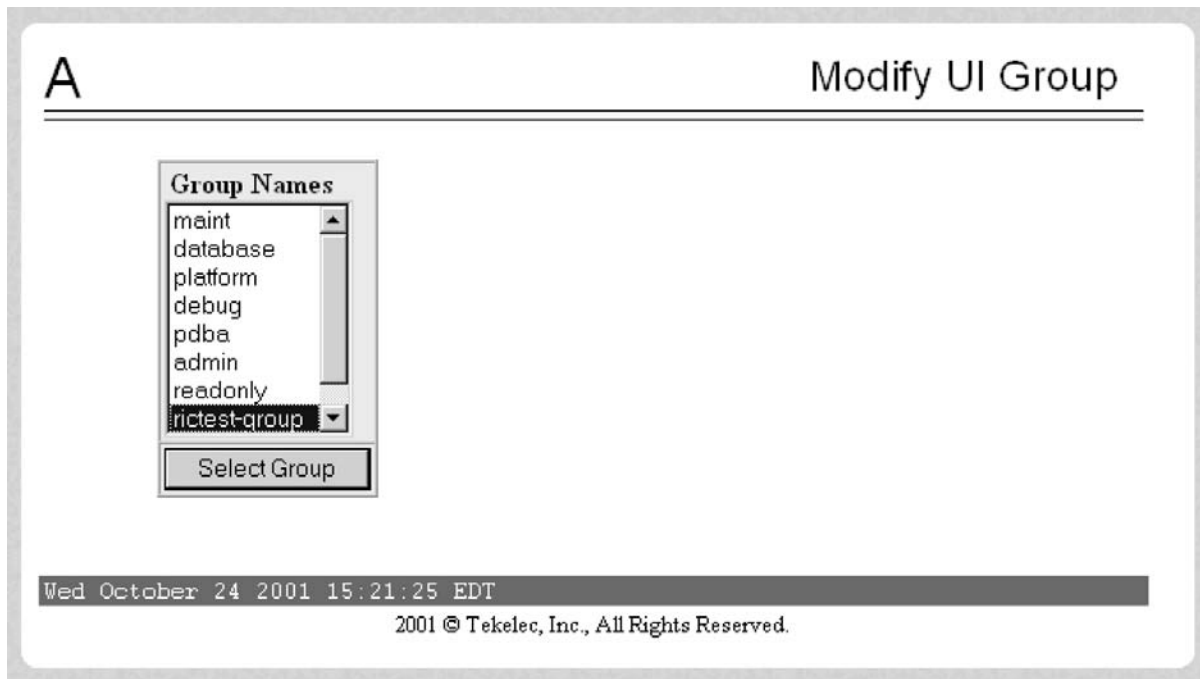 A
Modify UI Group
Group Names
maint
database
platform
debug
pdba
admin
readonly
rictest-group
Select Group
Wed October 24 2001 15:21:25 EDT
2001 © Tekelec, Inc., All Rights Reserved.